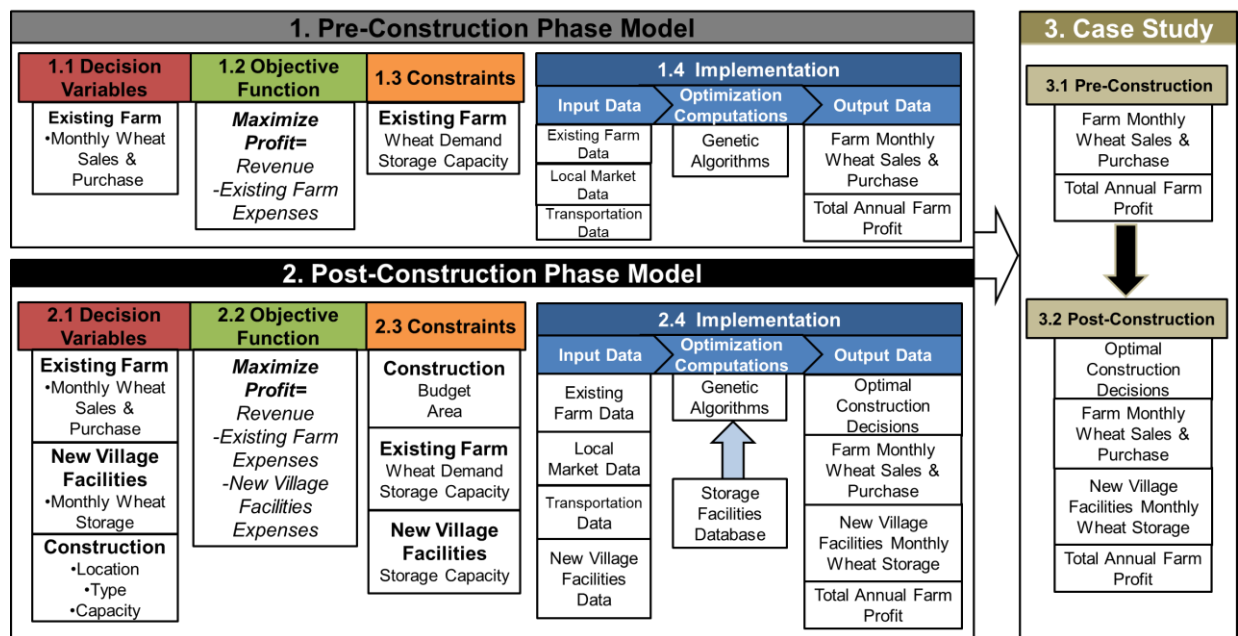 1. Pre-Construction Phase Model
1.1 Decision
Variables
Existing Farm
•Monthly Wheat
Sales &
Purchase
1.2 Objective
Function
Maximize
Profit=
Revenue
-Existing Farm
Expenses
1.3 Constraints
Existing Farm
Wheat Demand
Storage Capacity
1.4 Implementation
Input Data
Existing Farm
Data
Local Market
Data
Transportation
Data
Optimization
Computations
Genetic
Algorithms
Output Data
Farm Monthly
Wheat Sales &
Purchase
Total Annual Farm
Profit
2. Post-Construction Phase Model
2.1 Decision
Variables
Existing Farm
•Monthly Wheat
Sales &
Purchase
New Village
Facilities
•Monthly Wheat
Storage
Construction
•Location
•Type
•Capacity
2.2 Objective
Function
Maximize
Profit=
Revenue
-Existing Farm
Expenses
-New Village
Facilities
Expenses
2.3 Constraints
Construction
Budget
Area
Existing Farm
Wheat Demand
Storage Capacity
New Village
Facilities
Storage Capacity
2.4 Implementation
Input Data
Existing
Farm Data
Local
Market Data
Transportation
Data
New Village
Facilities
Data
Optimization
Computations
Genetic
Algorithms
Storage
Facilities
Database
Output Data
Optimal
Construction
Decisions
Farm Monthly
Wheat Sales &
Purchase
New Village
Facilities Monthly
Wheat Storage
Total Annual Farm
Profit
3. Case Study
3.1 Pre-Construction
Farm Monthly
Wheat Sales &
Purchase
Total Annual Farm
Profit
3.2 Post-Construction
Optimal
Construction
Decisions
Farm Monthly
Wheat Sales &
Purchase
New Village
Facilities Monthly
Wheat Storage
Total Annual Farm
Profit